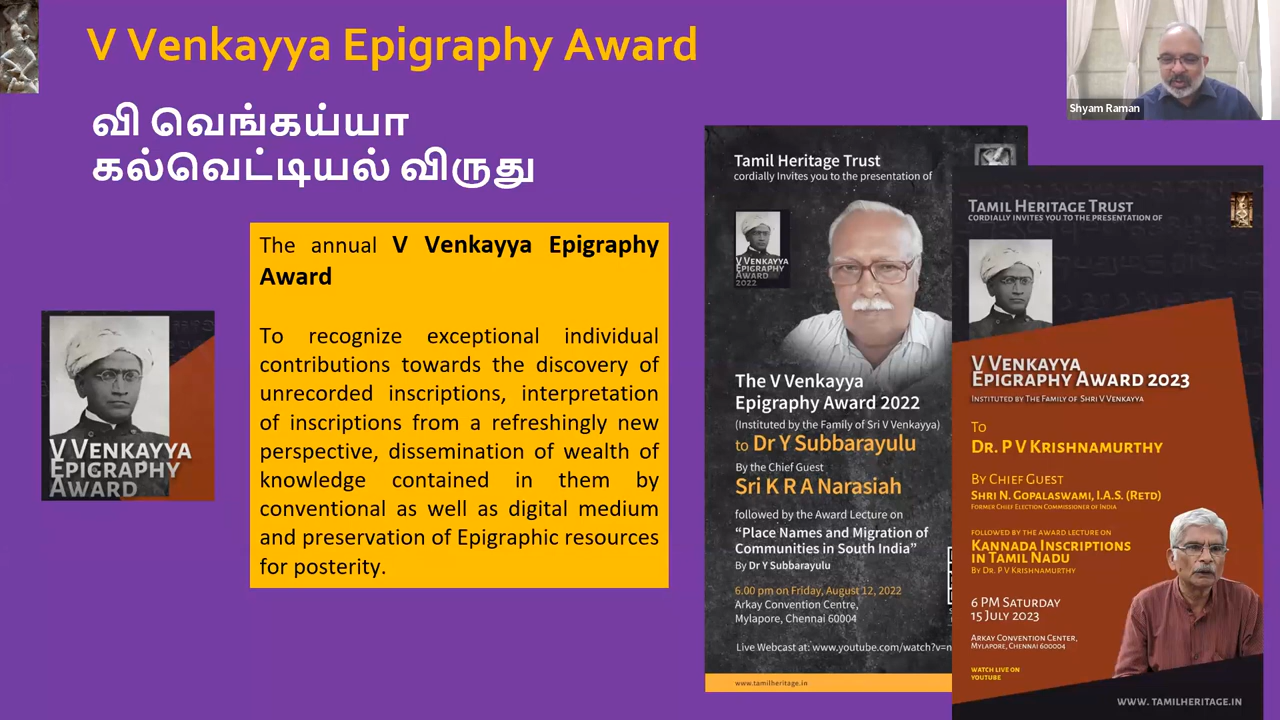 V Venkayya Epigraphy Award
வி வெங்கய்யா
கல்வெட்டியல் விருது
The annual V Venkayya Epigraphy
Award
To recognize exceptional individual
contributions towards the discovery of
unrecorded inscriptions, interpretation
of inscriptions from a refreshingly new
perspective, dissemination of wealth of
knowledge contained in them by
conventional as well as digital medium
and preservation of Epigraphic resources
for posterity.
V VENKAYYA
EPIGRAPHY
AWARD
Shyam Raman
Tamil Heritage Trust
cordially Invites you to the presentation of
V VENKAYYA
EPIGRAPHY
AWARD
2022
The V Venkayya
Epigraphy Award 2022
(Instituted by the Family of Sri V Venkayya)
to Dr Y Subbarayulu
By the Chief Guest
Sri K R A Narasiah
followed by the Award Lecture on
“Place Names and Migration of
Communities in South India”
By Dr Y Subbarayulu
6.00 pm on Friday, August 12, 2022
Arkay Convention Centre,
Mylapore, Chennai 60004
Live Webcast at: www.youtube.com/watch?v=n
www.tamilheritage.in
TAMIL HERITAGE TRUST
CORDIALLY INVITES YOU TO THE PRESENTATION OF
V VENKAYYA
EPIGRAPHY AWARD 2023
INSTITUTED BY THE FAMILY OF SHRI V VENKAYYA
TO
DR. P V KRISHNAMURTHY
BY CHIEF GUEST
SHRI N. GOPALASWAMI, I.A.S. (RETD)
FORMER CHIEF ELECTION COMMISSIONER OF INDIA
FOLLOWED BY THE AWARD LECTURE ON
KANNADA INSCRIPTIONS
IN TAMIL NADU
BY DR. P V KRISHNAMURTHY
6 PM SATURDAY
15 JULY 2023
ARKAY CONVENTION CENTER,
MYLAPORE, CHENNAI 600004
WATCH LIVE ON
YOUTUBE
WWW. TAMILHERITAGE.IN